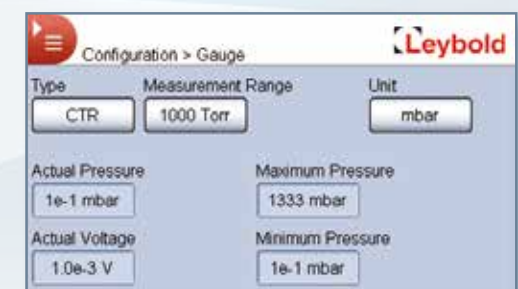 Configuration > Gauge
Leybold
Type Measurement Range Unit
CTR 1000 Torr mbar
Actual Pressure Maximum Pressure
1e-1 mbar 1333 mbar
Actual Voltage Minimum Pressure
1.0e-3 V 1e-1 mbar